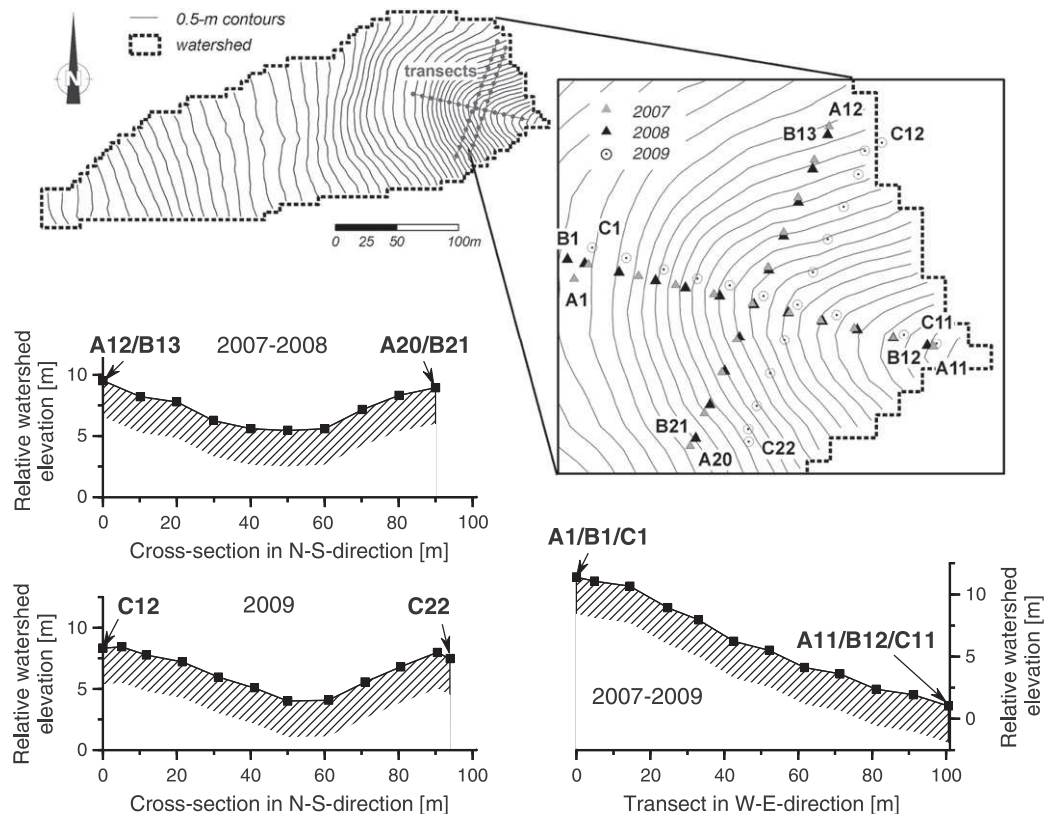 0.5-m contours
watershed
N
transects
0 25 50 100m
2007
2008
2009
A12
B13
C12
B1
C1
A1
C11
B12
A11
B21
A20
C22
A12/B13
2007-2008
A20/B21
Relative watershed
elevation [m]
10
5
0
0 20 40 60 80 100
Cross-section in N-S-direction [m]
C12
2009
C22
Relative watershed
elevation [m]
10
5
0
0 20 40 60 80 100
Cross-section in N-S-direction [m]
A1/B1/C1
A11/B12/C11
2007-2009
10
5
0
Relative watershed
elevation [m]
0 20 40 60 80 100
Transect in W-E-direction [m]